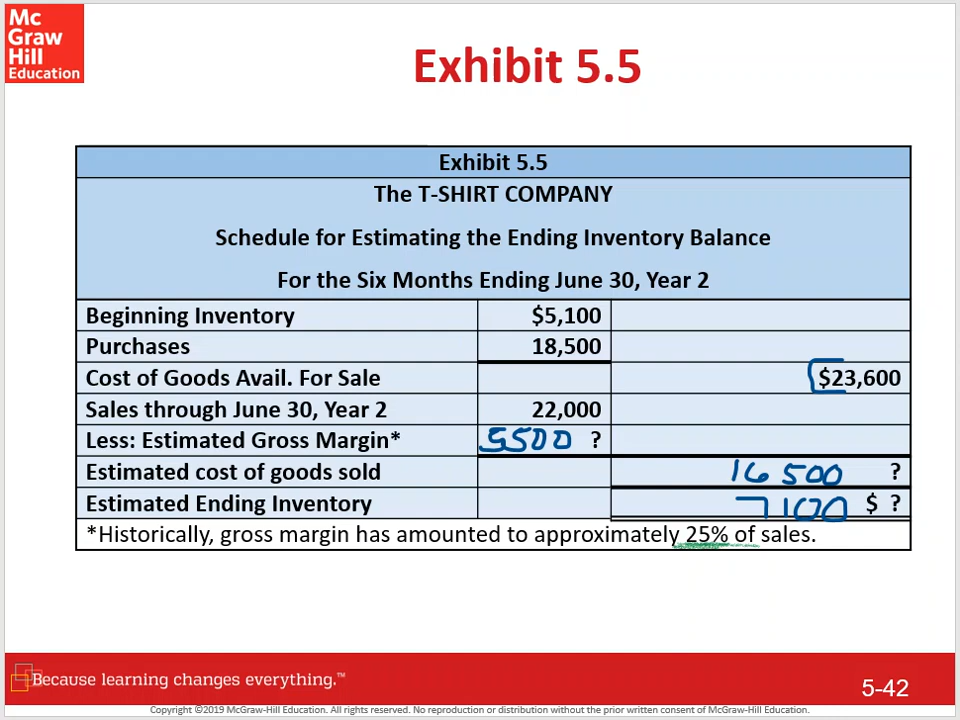 Mc
Graw
Hill
Education
Exhibit 5.5
Exhibit 5.5
The T-SHIRT COMPANY
Schedule for Estimating the Ending Inventory Balance
For the Six Months Ending June 30, Year 2
Beginning Inventory $5,100
Purchases 18,500
Cost of Goods Avail. For Sale $23,600
Sales through June 30, Year 2 22,000
Less: Estimated Gross Margin* 5500 ?
Estimated cost of goods sold 16 500 ?
Estimated Ending Inventory 7100 $ ?
*Historically, gross margin has amounted to approximately 25% of sales.
Because learning changes everything.™
5-42
Copyright ©2019 McGraw-Hill. All rights reserved. No reproduction or distribution without the prior written consent of McGraw-Hill Education.